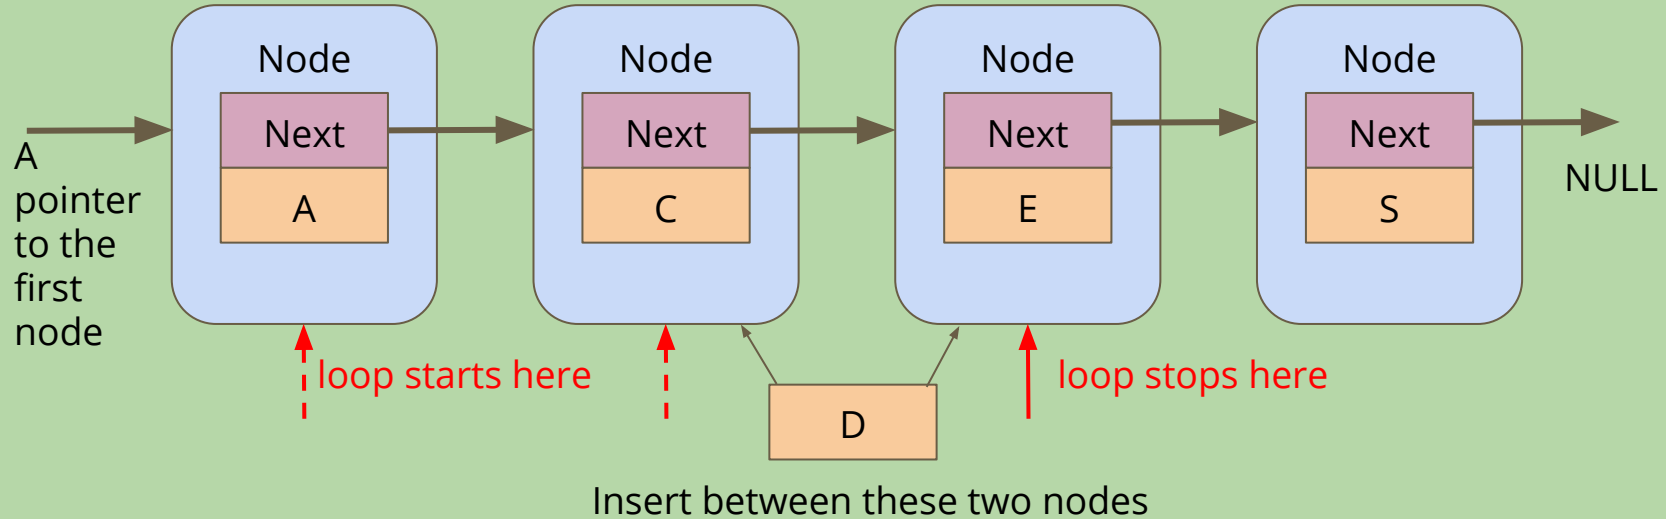 Node
Node
Node
Node
Next
Next
Next
Next
A
pointer
to the
first
node
NULL
A
C
E
S
loop starts here
loop stops here
D
Insert between these two nodes